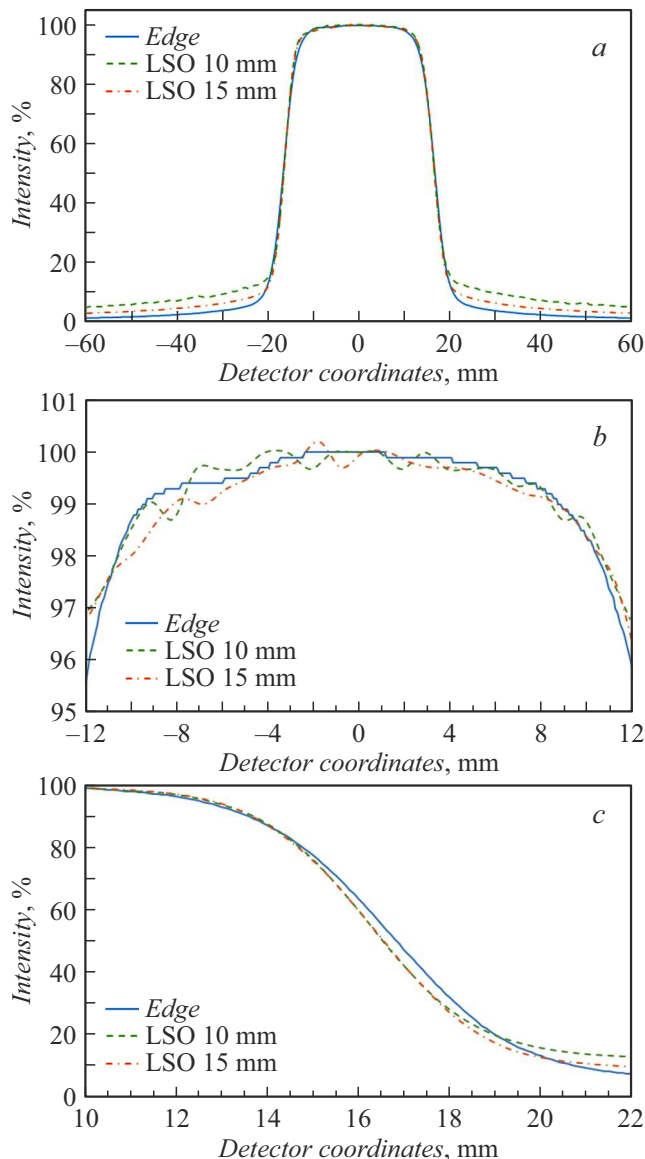 100
80
60
40
20
0
Intensity, %
Edge
LSO 10 mm
LSO 15 mm
a
–60 –40 –20 0 20 40 60
Detector coordinates, mm
101
100
99
98
97
96
95
Intensity, %
b
Edge
LSO 10 mm
LSO 15 mm
–12 –8 –4 0 4 8 12
Detector coordinates, mm
100
80
60
40
20
0
Intensity, %
c
Edge
LSO 10 mm
LSO 15 mm
10 12 14 16 18 20 22
Detector coordinates, mm